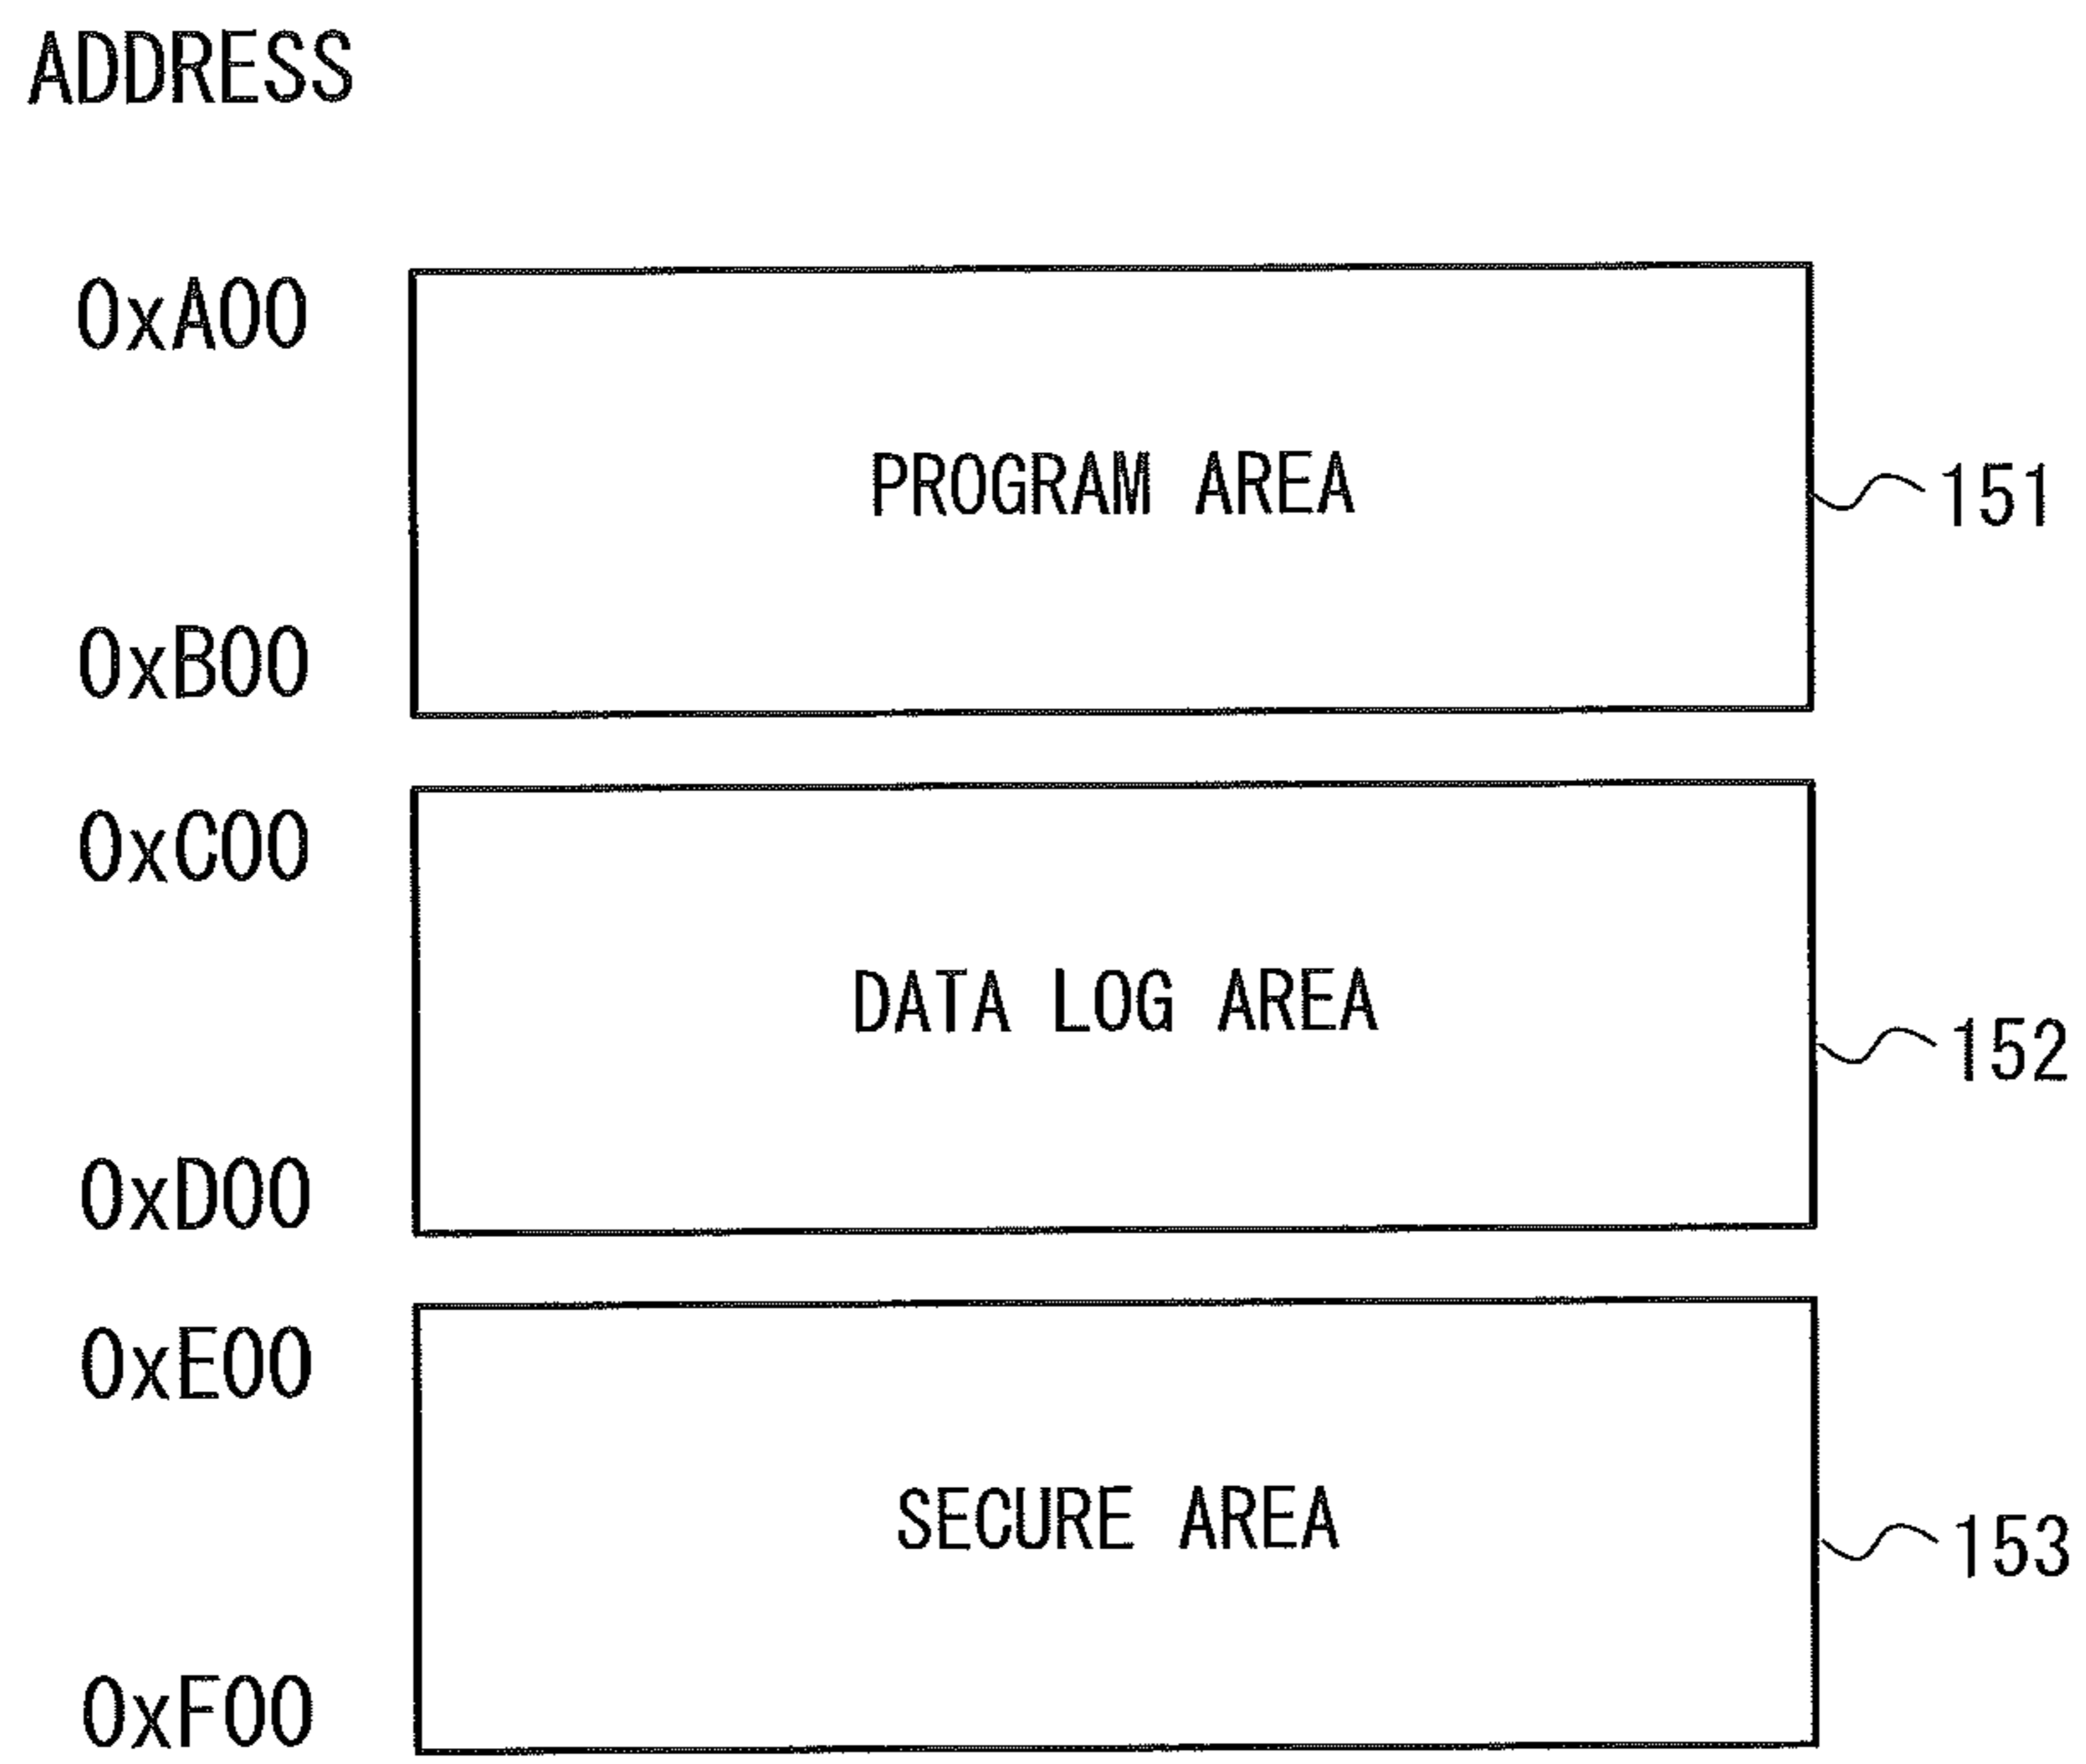 ADDRESS
0xA00
PROGRAM AREA
151
0xB00
0xC00
DATA LOG AREA
152
0xD00
0xE00
SECURE AREA
153
0xF00